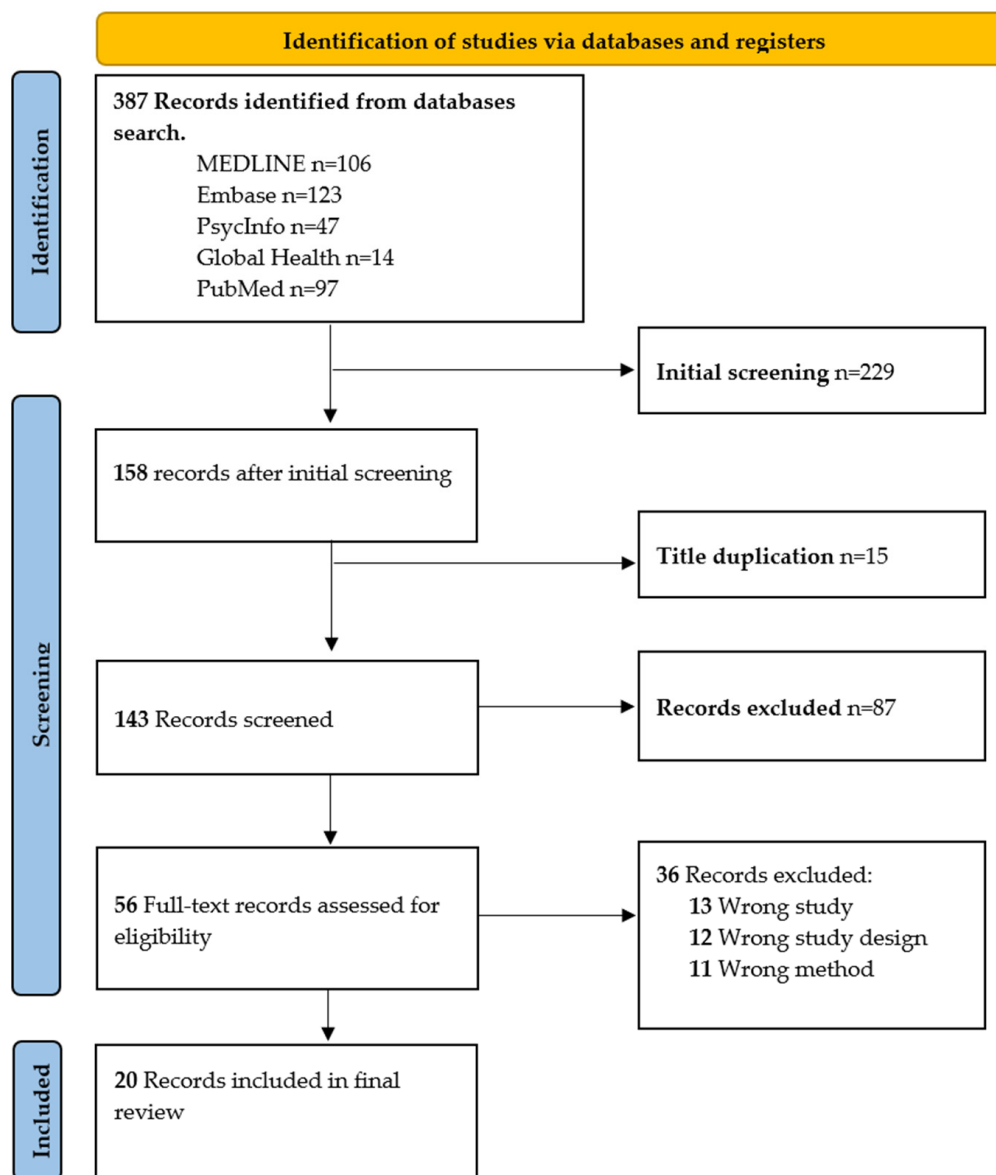 Identification of studies via databases and registers
Identification
387 Records identified from databases
search.
MEDLINE n=106
Embase n=123
PsycInfo n=47
Global Health n=14
PubMed n=97
Initial screening n=229
Screening
158 records after initial screening
Title duplication n=15
143 Records screened
Records excluded n=87
56 Full-text records assessed for
eligibility
36 Records excluded:
13 Wrong study
12 Wrong study design
11 Wrong method
Included
20 Records included in final
review